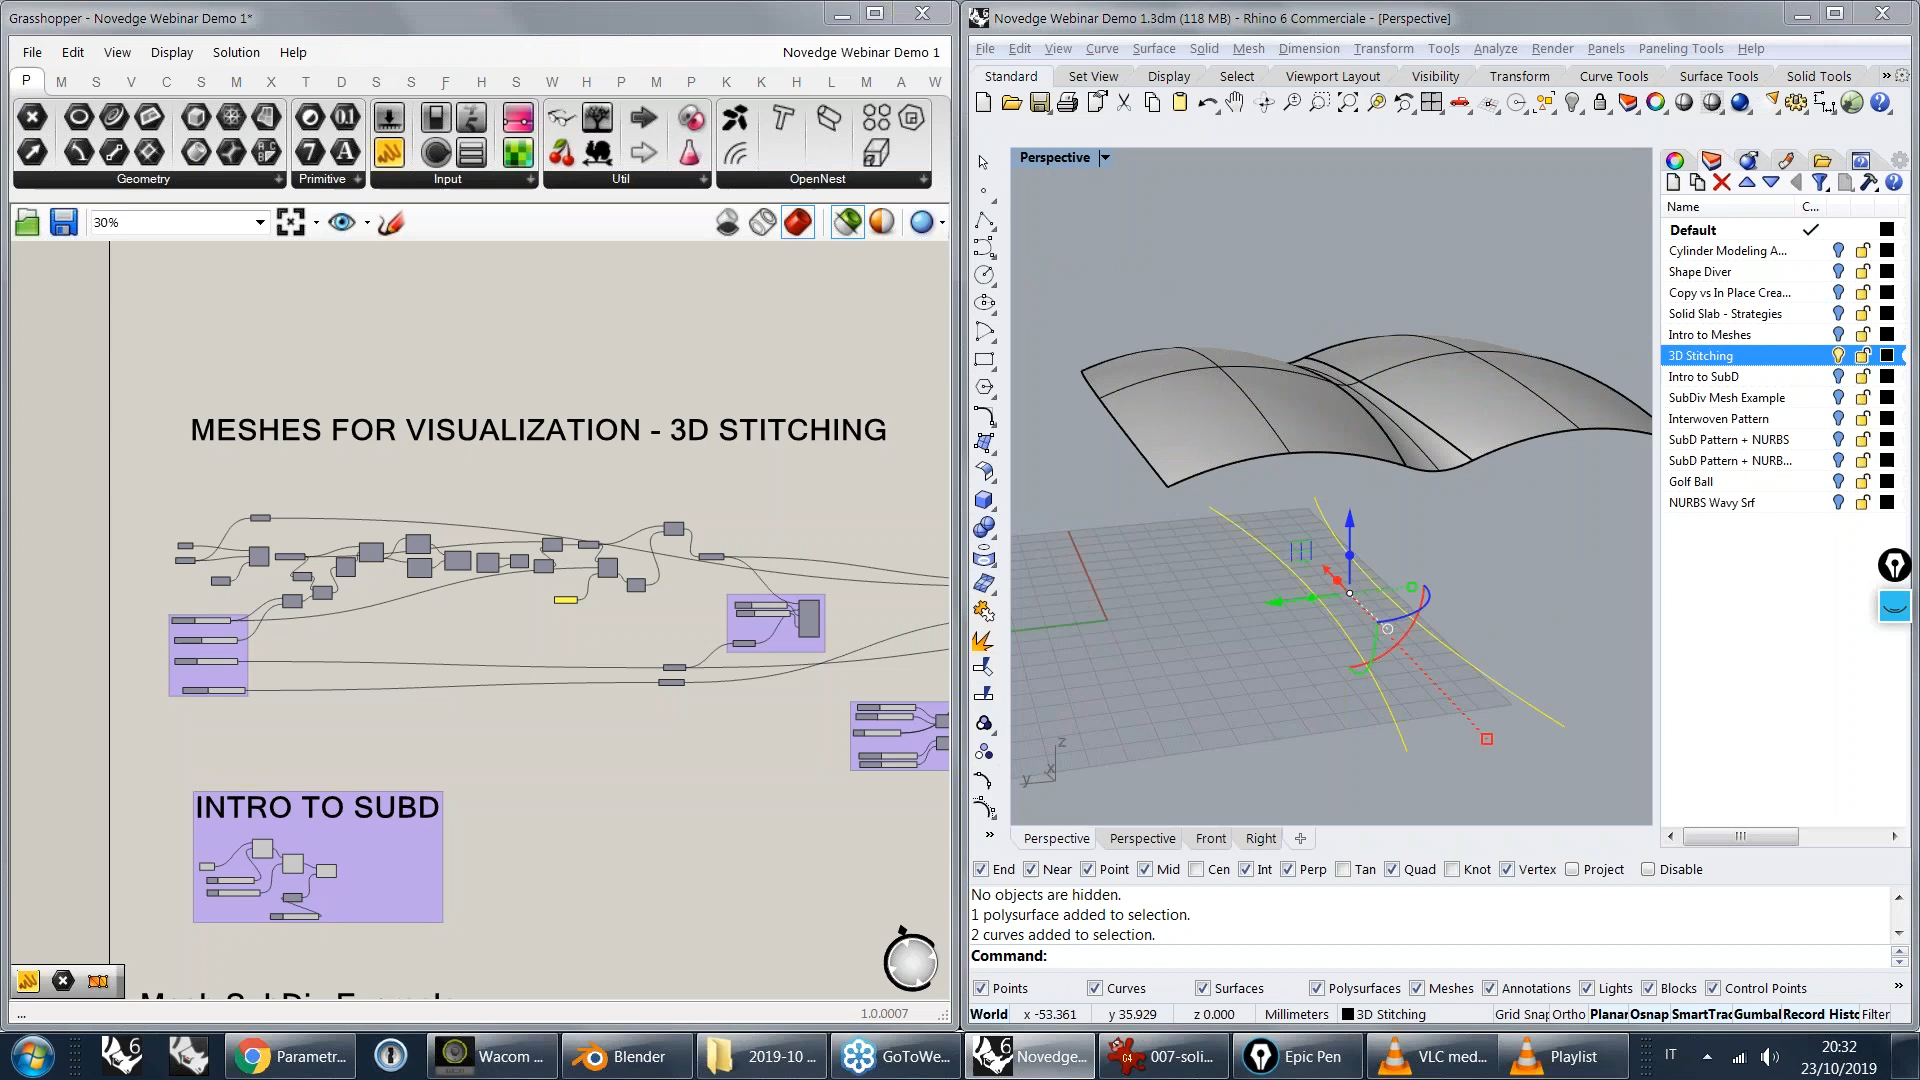 Grasshopper - Novedge Webinar Demo 1*
File Edit View Display Solution Help
Novedge Webinar Demo 1
P M S V C S M X T D S F H S W H P M P K K H L M A W
Geometry
Primitive
Input
Util
OpenNest
30%
MESHES FOR VISUALIZATION - 3D STITCHING
INTRO TO SUBD
...
1.0.0007
Novedge Webinar Demo 1.3dm (118 MB) - Rhino 6 Commerciale - [Perspective]
File Edit View Curve Surface Solid Mesh Dimension Transform Tools Analyze Render Panels Paneling Tools Help
Standard Set View Display Select Viewport Layout Visibility Transform Curve Tools Surface Tools Solid Tools
Perspective
z
x
y
Name C...
Default
Cylinder Modeling A...
Shape Diver
Copy vs In Place Crea...
Solid Slab - Strategies
Intro to Meshes
3D Stitching
Intro to SubD
SubDiv Mesh Example
Interwoven Pattern
SubD Pattern + NURBS
SubD Pattern + NURB...
Golf Ball
NURBS Wavy Srf
Perspective Perspective Front Right
End Near Point Mid Cen Int Perp Tan Quad Knot Vertex Project Disable
No objects are hidden.
1 polysurface added to selection.
2 curves added to selection.
Command:
Points Curves Surfaces Polysurfaces Meshes Annotations Lights Blocks Control Points
World x -53.361 y 35.929 z 0.000 Millimeters 3D Stitching Grid Snap Ortho Planar Osnap SmartTrac Gumbal Record Histo Filter
6 Parametr... Wacom ... Blender 2019-10 ... GoToWe... Novedge... 007-soli... Epic Pen VLC med... Playlist IT
20:32
23/10/2019